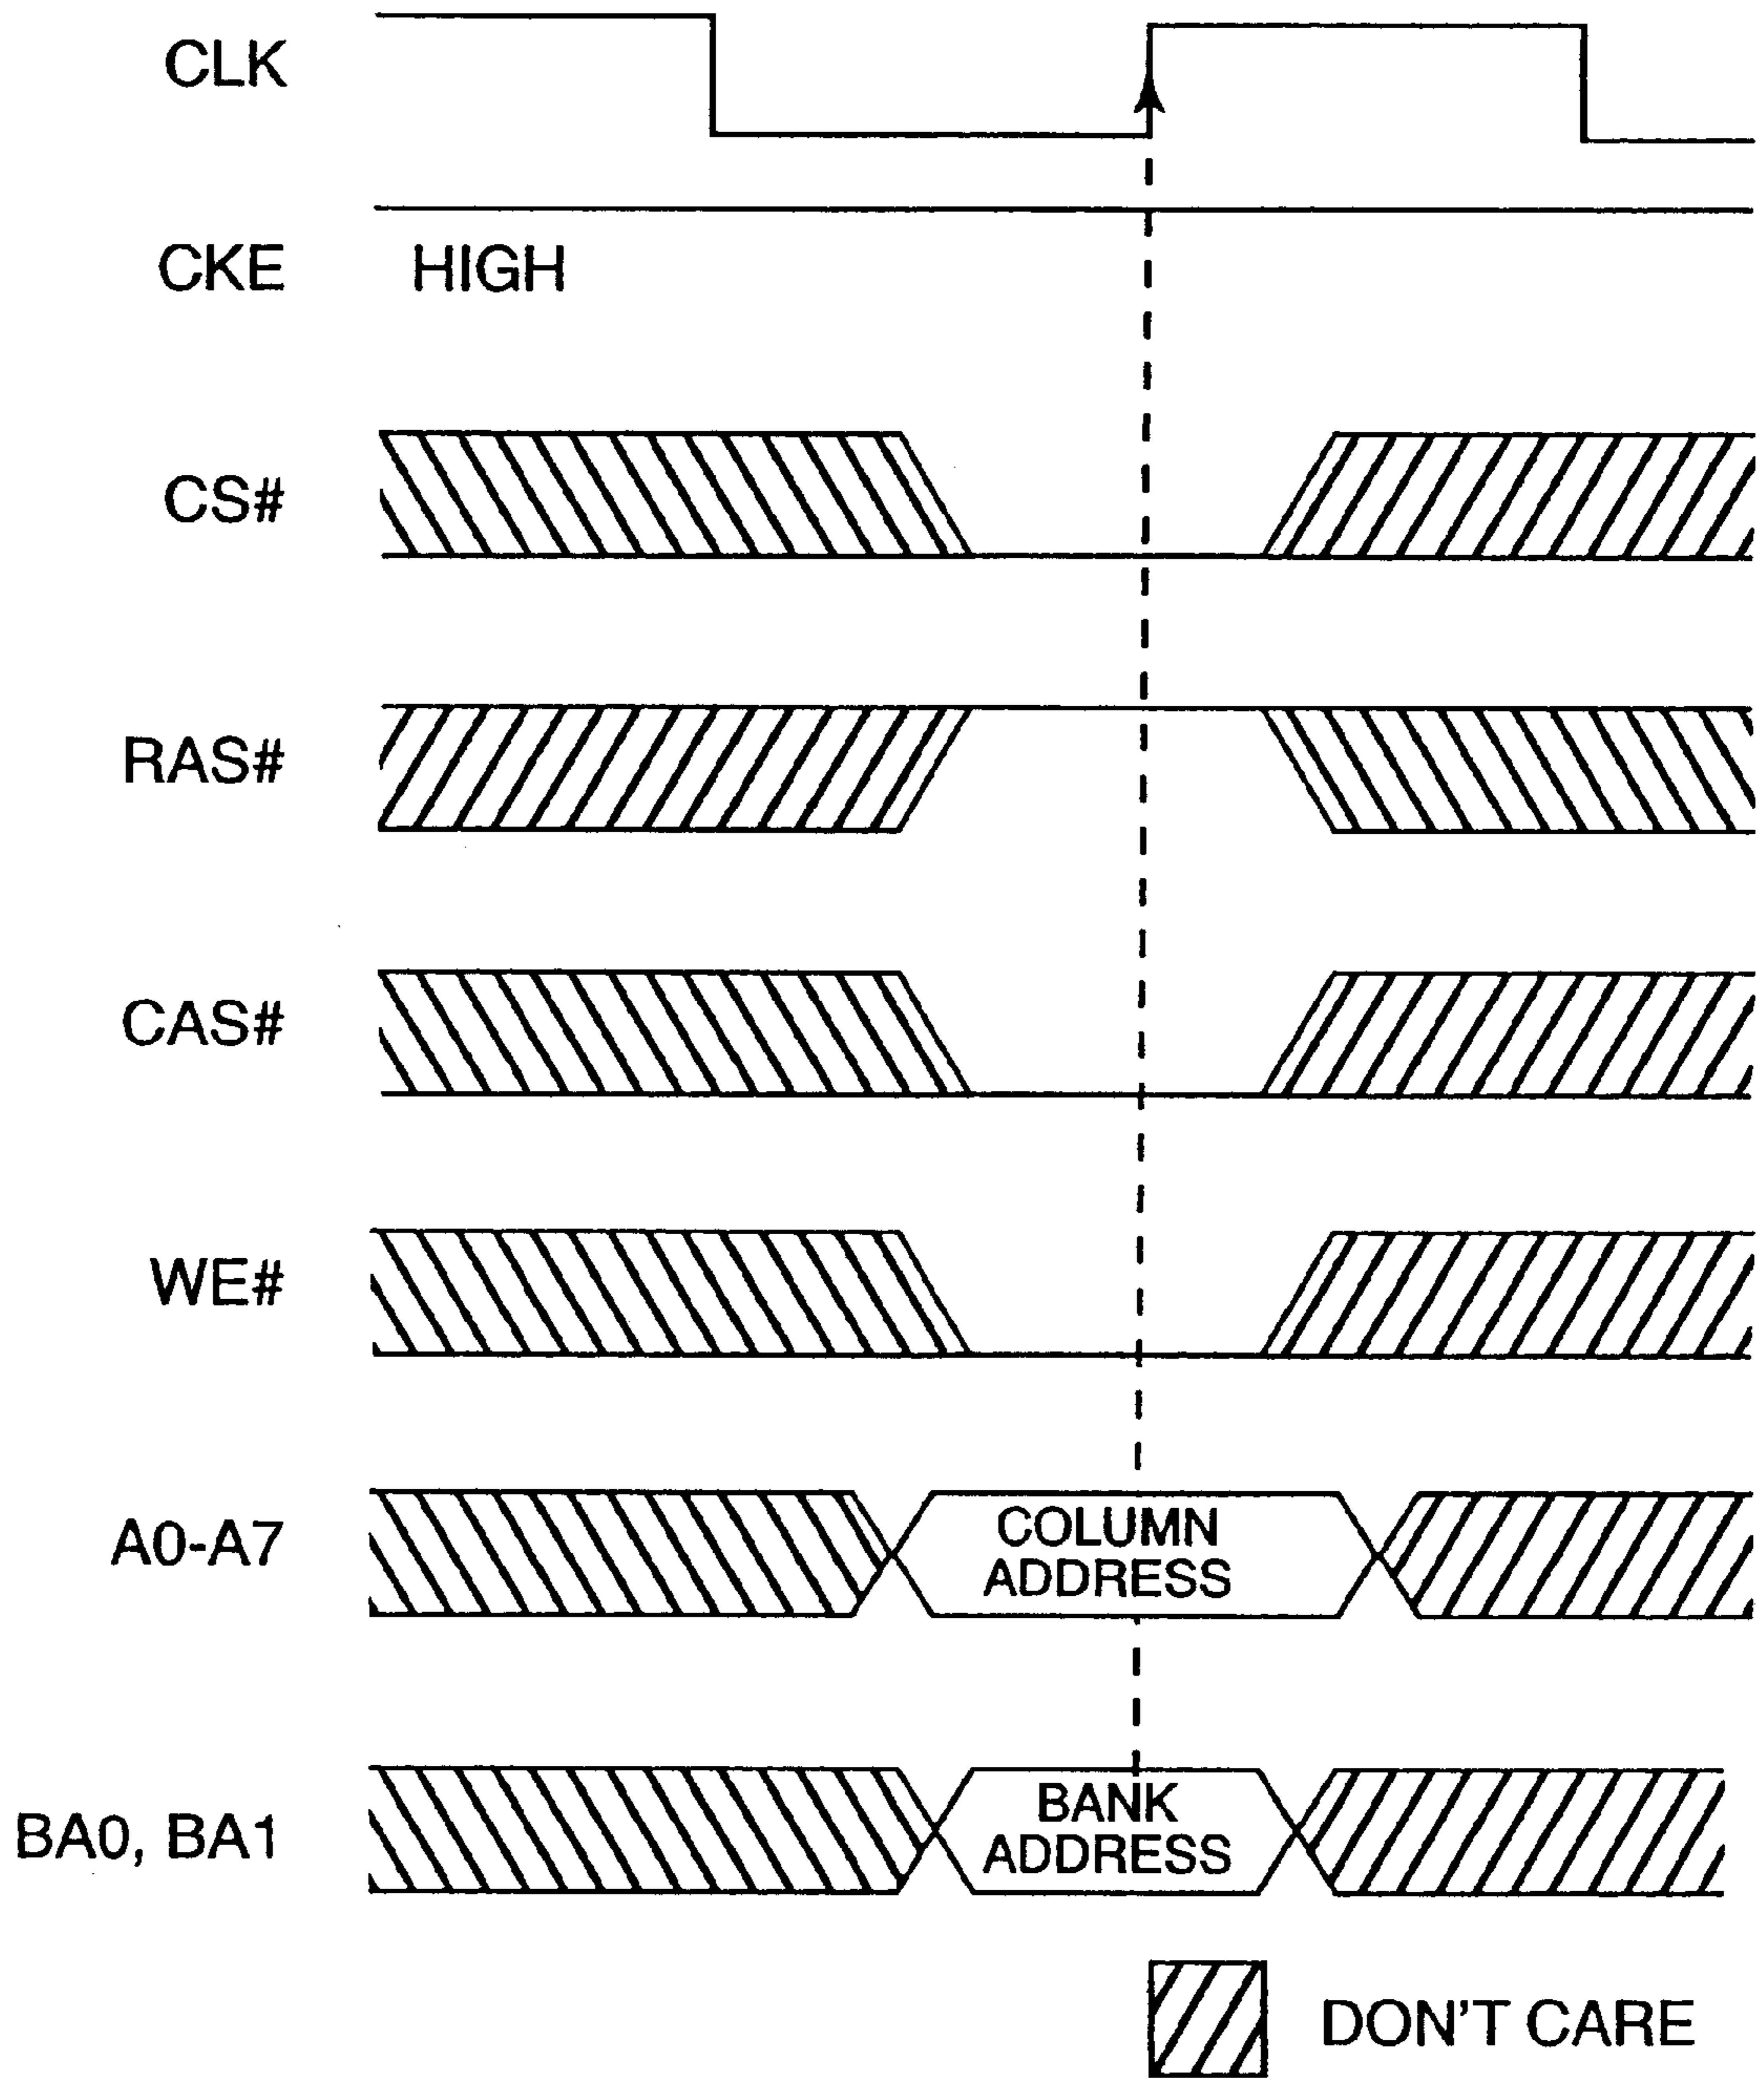 CLK
CKE HIGH
CS#
RAS#
CAS#
WE#
A0-A7
COLUMN
ADDRESS
BA0, BA1
BANK
ADDRESS
DON'T CARE